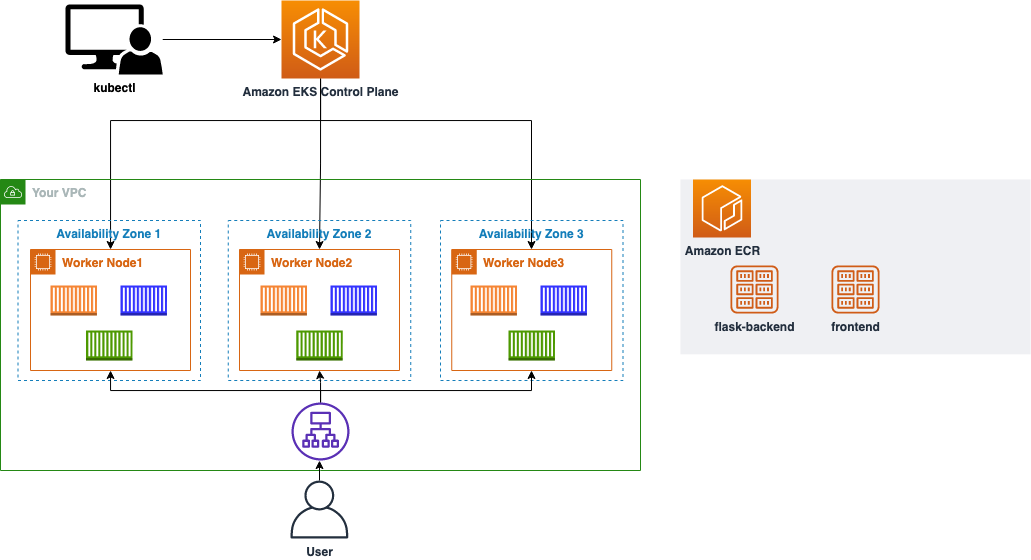 kubectl
Amazon EKS Control Plane
Your VPC
Availability Zone 1
Availability Zone 2
Availability Zone 3
Worker Node1
Worker Node2
Worker Node3
User
Amazon ECR
flask-backend
frontend